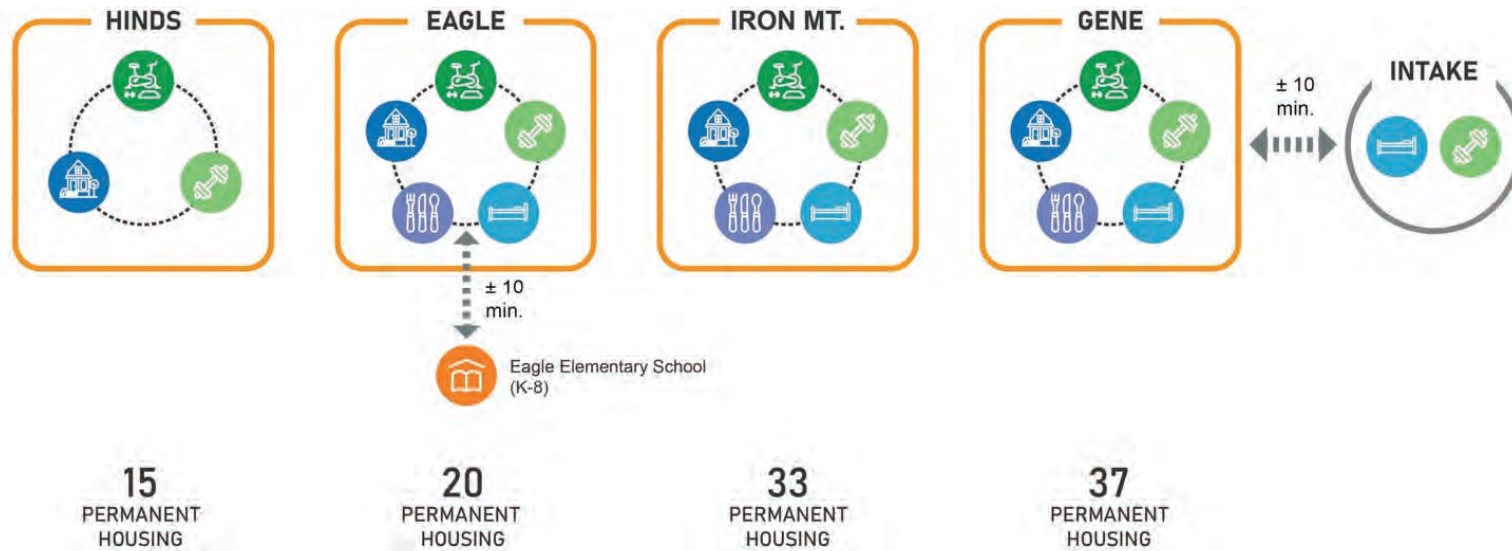 HINDS
EAGLE
IRON MT.
GENE
INTAKE
± 10
min.
± 10
min.
Eagle Elementary School
(K-8)
15
PERMANENT
HOUSING
20
PERMANENT
HOUSING
33
PERMANENT
HOUSING
37
PERMANENT
HOUSING